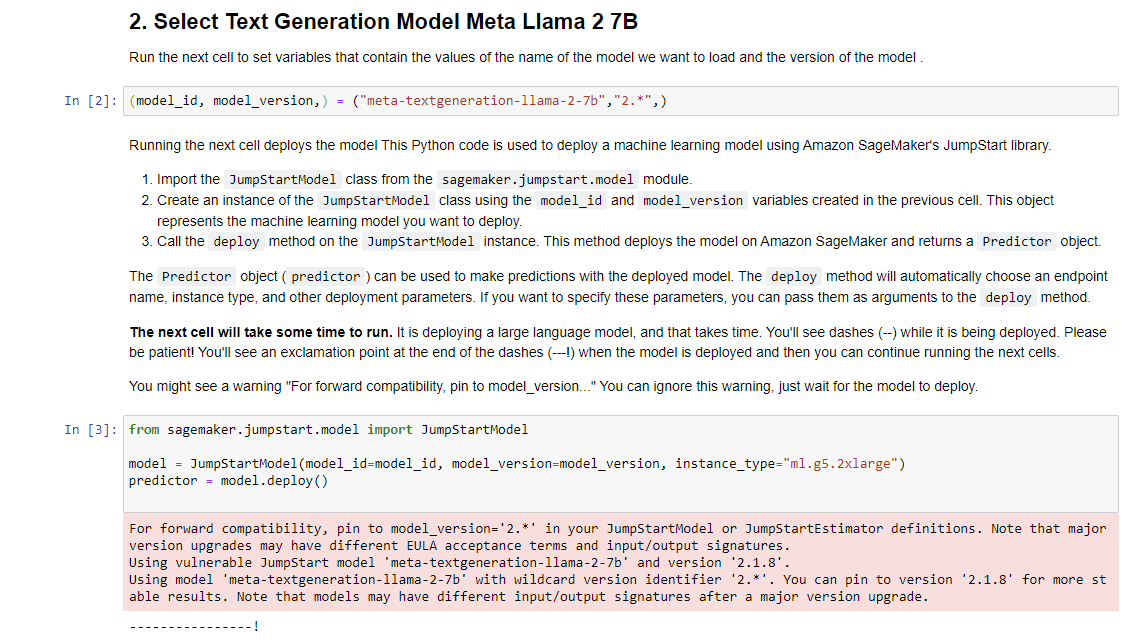 2. Select Text Generation Model Meta Llama 2 7B
Run the next cell to set variables that contain the values of the name of the model we want to load and the version of the model .
In [2]: (model_id, model_version,) = ("meta-textgeneration-llama-2-7b","2.*",)
Running the next cell deploys the model This Python code is used to deploy a machine learning model using Amazon SageMaker's JumpStart library.
1. Import the JumpStartModel class from the sagemaker.jumpstart.model module.
2. Create an instance of the JumpStartModel class using the model_id and model_version variables created in the previous cell. This object
represents the machine learning model you want to deploy.
3. Call the deploy method on the JumpStartModel instance. This method deploys the model on Amazon SageMaker and returns a Predictor object.
The Predictor object ( predictor ) can be used to make predictions with the deployed model. The deploy method will automatically choose an endpoint
name, instance type, and other deployment parameters. If you want to specify these parameters, you can pass them as arguments to the deploy method.
The next cell will take some time to run. It is deploying a large language model, and that takes time. You'll see dashes (--) while it is being deployed. Please
be patient! You'll see an exclamation point at the end of the dashes (---!) when the model is deployed and then you can continue running the next cells.
You might see a warning "For forward compatibility, pin to model_version..." You can ignore this warning, just wait for the model to deploy.
In [3]: from sagemaker.jumpstart.model import JumpStartModel
model = JumpStartModel(model_id=model_id, model_version=model_version, instance_type="ml.g5.2xlarge")
predictor = model.deploy()
For forward compatibility, pin to model_version='2.*' in your JumpStartModel or JumpStartEstimator definitions. Note that major
version upgrades may have different EULA acceptance terms and input/output signatures.
Using vulnerable JumpStart model 'meta-textgeneration-llama-2-7b' and version '2.1.8'.
Using model 'meta-textgeneration-llama-2-7b' with wildcard version identifier '2.*'. You can pin to version '2.1.8' for more st
able results. Note that models may have different input/output signatures after a major version upgrade.
----------------!